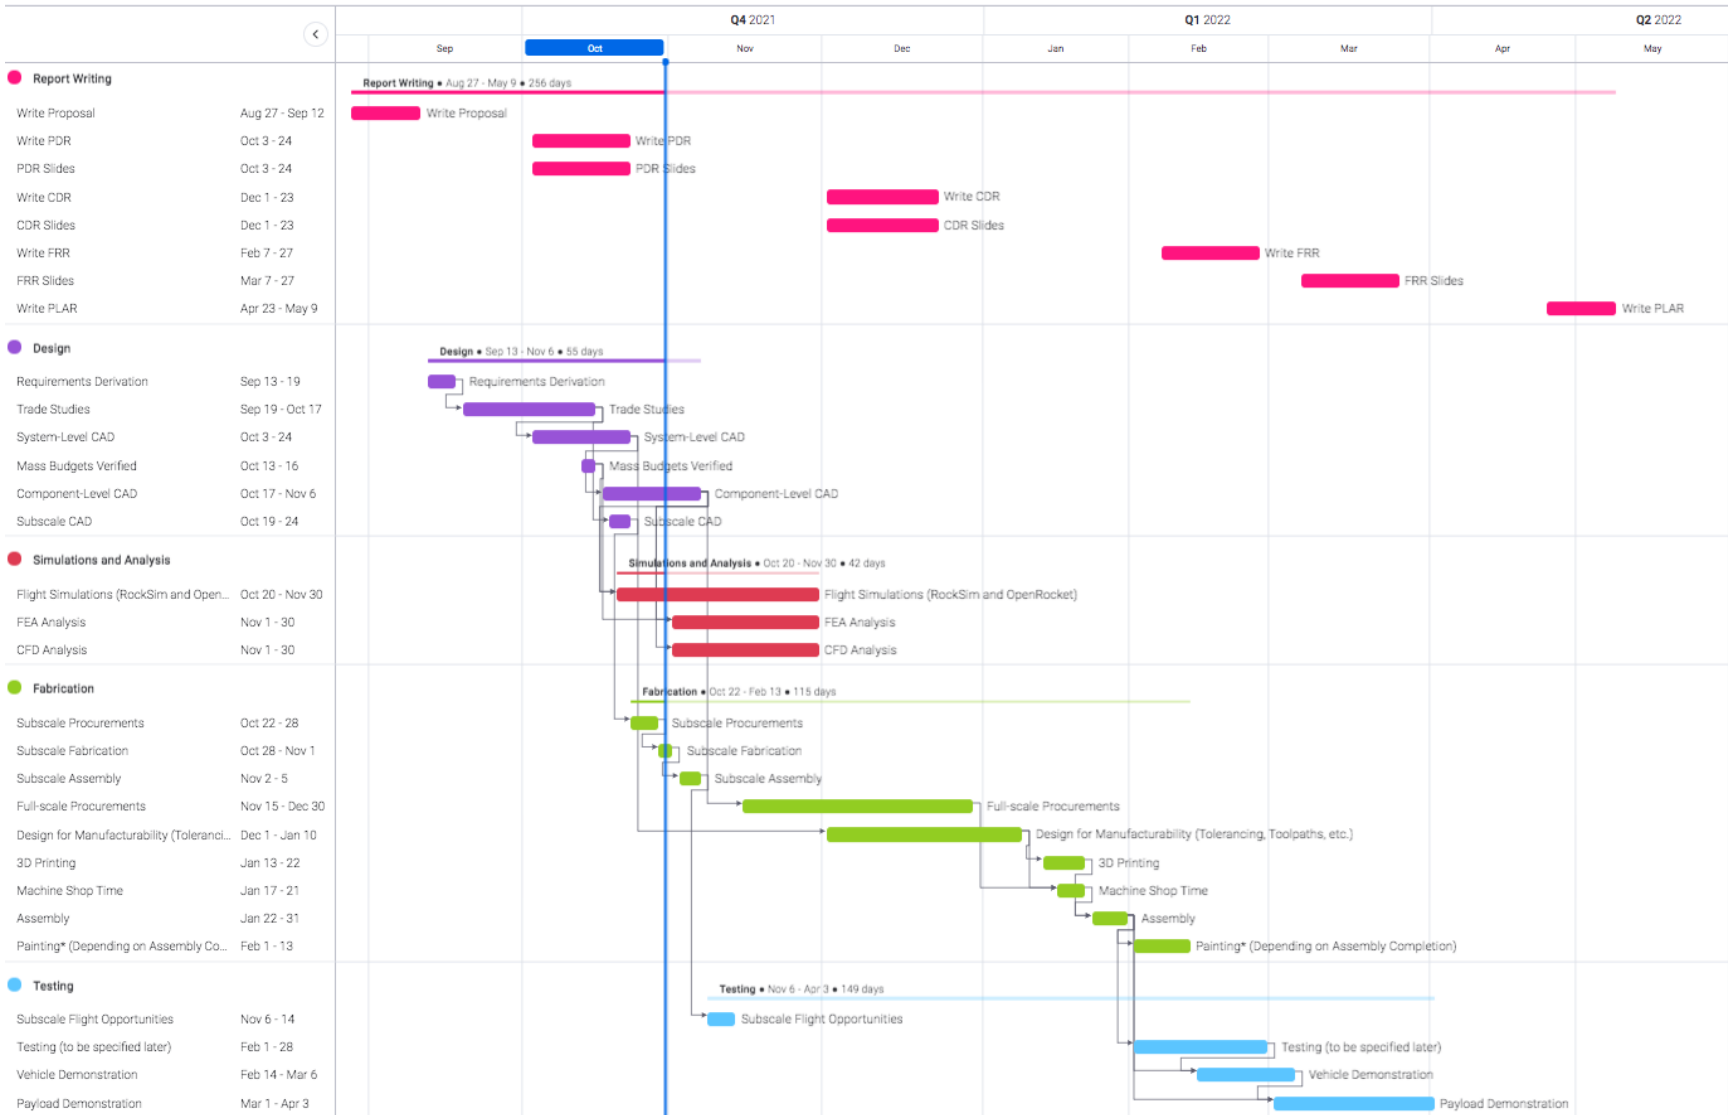 Q4 2021 Q1 2022 Q2 2022
Sep Oct Nov Dec Jan Feb Mar Apr May
Report Writing
Report Writing • Aug 27 - May 9 • 256 days
Write Proposal Aug 27 - Sep 12 Write Proposal
Write PDR Oct 3 - 24 Write PDR
PDR Slides Oct 3 - 24 PDR Slides
Write CDR Dec 1 - 23 Write CDR
CDR Slides Dec 1 - 23 CDR Slides
Write FRR Feb 7 - 27 Write FRR
FRR Slides Mar 7 - 27 FRR Slides
Write PLAR Apr 23 - May 9 Write PLAR
Design
Design • Sep 13 - Nov 6 • 55 days
Requirements Derivation Sep 13 - 19 Requirements Derivation
Trade Studies Sep 19 - Oct 17 Trade Studies
System-Level CAD Oct 3 - 24 System-Level CAD
Mass Budgets Verified Oct 13 - 16 Mass Budgets Verified
Component-Level CAD Oct 17 - Nov 6 Component-Level CAD
Subscale CAD Oct 19 - 24 Subscale CAD
Simulations and Analysis
Simulations and Analysis • Oct 20 - Nov 30 • 42 days
Flight Simulations (RockSim and Open... Oct 20 - Nov 30 Flight Simulations (RockSim and OpenRocket)
FEA Analysis Nov 1 - 30 FEA Analysis
CFD Analysis Nov 1 - 30 CFD Analysis
Fabrication
Fabrication • Oct 22 - Feb 13 • 115 days
Subscale Procurements Oct 22 - 28 Subscale Procurements
Subscale Fabrication Oct 28 - Nov 1 Subscale Fabrication
Subscale Assembly Nov 2 - 5 Subscale Assembly
Full-scale Procurements Nov 15 - Dec 30 Full-scale Procurements
Design for Manufacturability (Toleranci... Dec 1 - Jan 10 Design for Manufacturability (Tolerancing, Toolpaths, etc.)
3D Printing Jan 13 - 22 3D Printing
Machine Shop Time Jan 17 - 21 Machine Shop Time
Assembly Jan 22 - 31 Assembly
Painting* (Depending on Assembly Co... Feb 1 - 13 Painting* (Depending on Assembly Completion)
Testing
Testing • Nov 6 - Apr 3 • 149 days
Subscale Flight Opportunities Nov 6 - 14 Subscale Flight Opportunities
Testing (to be specified later) Feb 1 - 28 Testing (to be specified later)
Vehicle Demonstration Feb 14 - Mar 6 Vehicle Demonstration
Payload Demonstration Mar 1 - Apr 3 Payload Demonstration